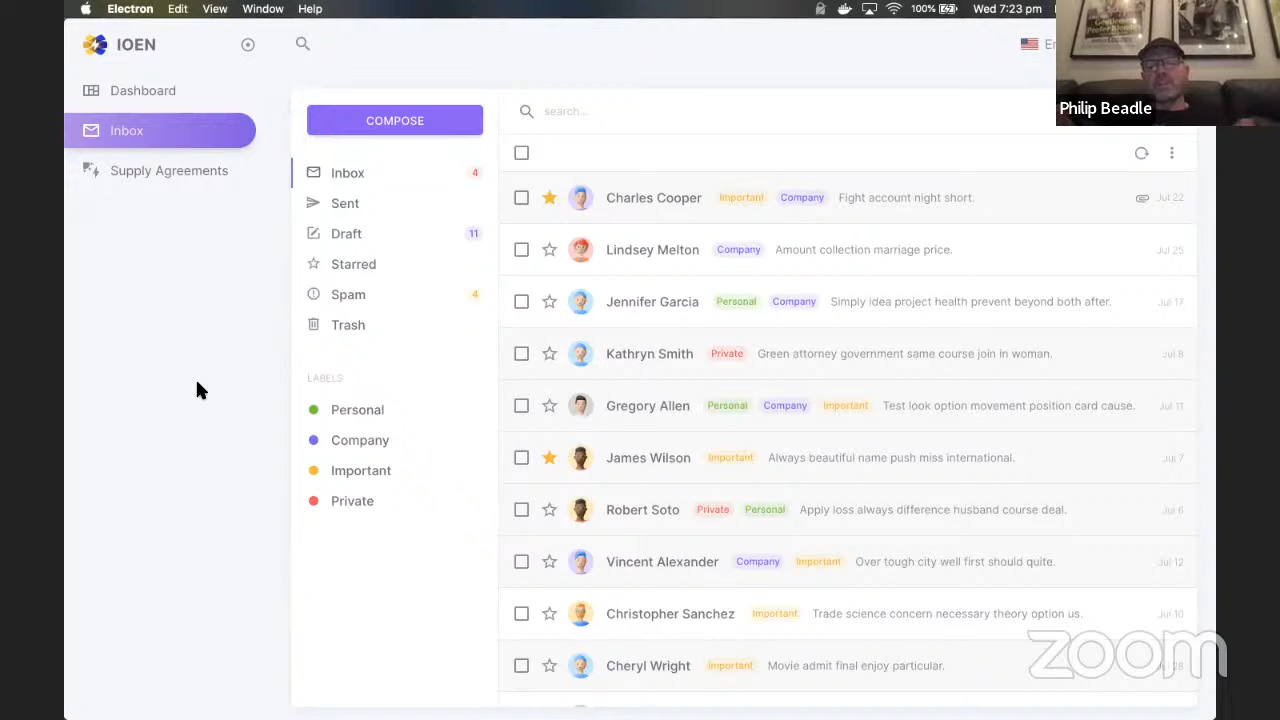 Electron Edit View Window Help 100% Wed 7:23 pm
IOEN
Dashboard
Inbox
Supply Agreements
COMPOSE
Inbox 4
Sent
Draft 11
Starred
Spam 4
Trash
LABELS
Personal
Company
Important
Private
search...
Charles Cooper Important Company Fight account night short. Jul 22
Lindsey Melton Company Amount collection marriage price. Jul 25
Jennifer Garcia Personal Company Simply idea project health prevent beyond both after. Jul 17
Kathryn Smith Private Green attorney government same course join in woman. Jul 8
Gregory Allen Personal Company Important Test look option movement position card cause. Jul 11
James Wilson Important Always beautiful name push miss international. Jul 7
Robert Soto Private Personal Apply loss always difference husband course deal. Jul 6
Vincent Alexander Company Important Over tough city well first should quite. Jul 12
Christopher Sanchez Important Trade science concern necessary theory option us. Jul 10
Cheryl Wright Important Movie admit final enjoy particular. 28
Gentlemen
Prefer Blondes
Philip Beadle
zoom